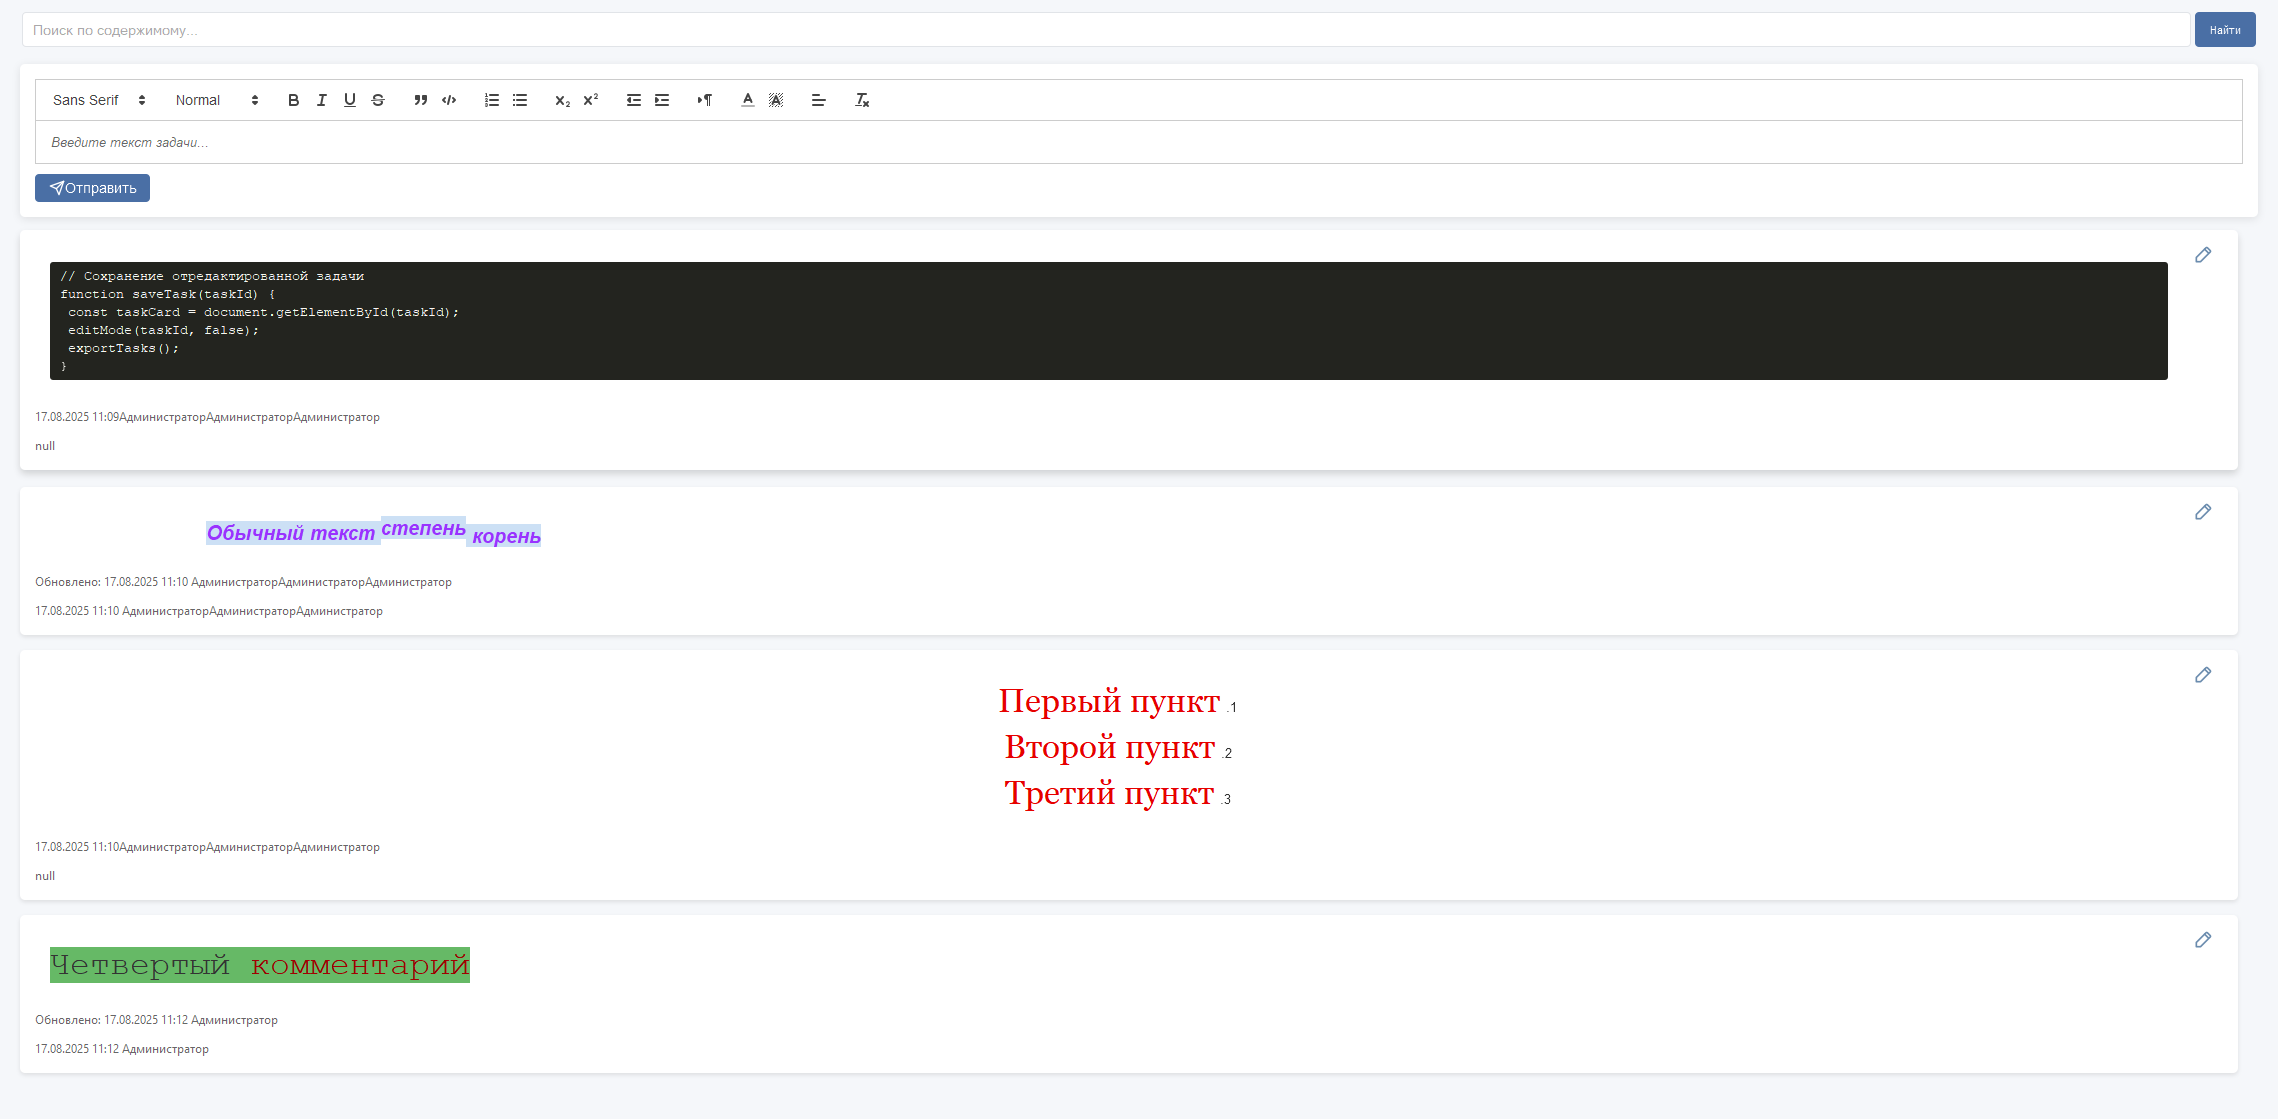 Поиск по содержимому...
Найти
Sans Serif Normal
Введите текст задачи...
Отправить
// Сохранение отредактированной задачи
function saveTask(taskId) {
const taskCard = document.getElementById(taskId);
editMode(taskId, false);
exportTasks();
}
17.08.2025 11:09АдминистраторАдминистраторАдминистратор
null
Обычный текст степень корень
Обновлено: 17.08.2025 11:10 АдминистраторАдминистраторАдминистратор
17.08.2025 11:10 АдминистраторАдминистраторАдминистратор
Первый пункт .1
Второй пункт .2
Третий пункт .3
17.08.2025 11:10АдминистраторАдминистраторАдминистратор
null
Четвертый комментарий
Обновлено: 17.08.2025 11:12 Администратор
17.08.2025 11:12 Администратор